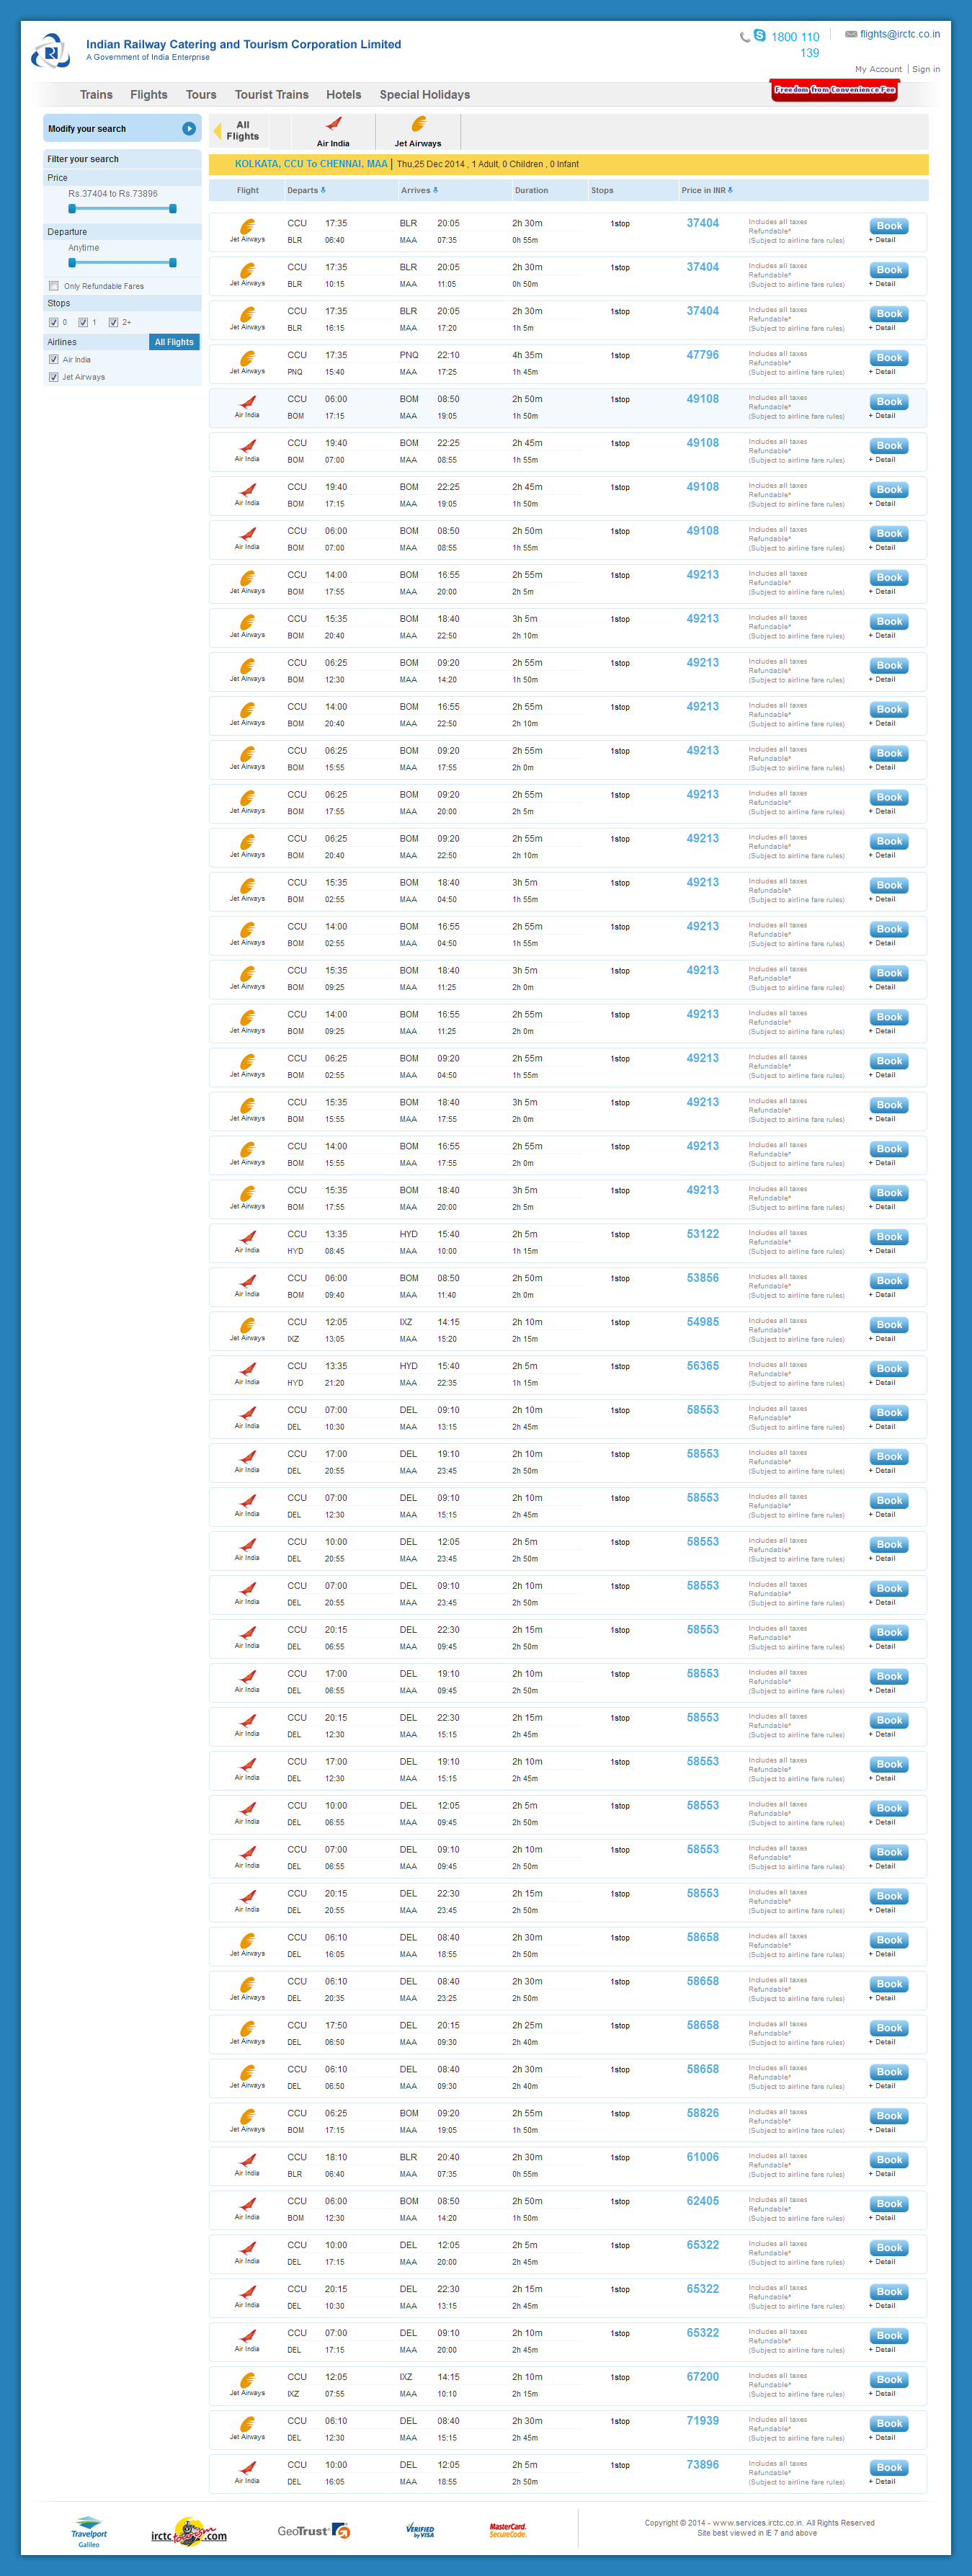 Indian Railway Catering and Tourism Corporation Limited
A Government of India Enterprise
1800 110
139
flights@irctc.co.in
My Account | Sign in
Trains Flights Tours Tourist Trains Hotels Special Holidays
Freedom from Convenience Fee
Modify your search
Filter your search
Price
Rs.37404 to Rs.73896
Departure
Anytime
Only Refundable Fares
Stops
0 1 2+
Airlines All Flights
Air India
Jet Airways
All
Flights
Air India Jet Airways
KOLKATA, CCU To CHENNAI, MAA | Thu,25 Dec 2014 , 1 Adult, 0 Children , 0 Infant
Flight Departs Arrives Duration Stops Price in INR
CCU 17:35 BLR 20:05 2h 30m 1stop 37404 Includes all taxes Refundable* Book
Jet Airways BLR 06:40 MAA 07:35 0h 55m (Subject to airline fare rules) + Detail
CCU 17:35 BLR 20:05 2h 30m 1stop 37404 Includes all taxes Refundable* Book
Jet Airways BLR 10:15 MAA 11:05 0h 50m (Subject to airline fare rules) + Detail
CCU 17:35 BLR 20:05 2h 30m 1stop 37404 Includes all taxes Refundable* Book
Jet Airways BLR 16:15 MAA 17:20 1h 5m (Subject to airline fare rules) + Detail
CCU 17:35 PNQ 22:10 4h 35m 1stop 47796 Includes all taxes Refundable* Book
Jet Airways PNQ 15:40 MAA 17:25 1h 45m (Subject to airline fare rules) + Detail
CCU 06:00 BOM 08:50 2h 50m 1stop 49108 Includes all taxes Refundable* Book
Air India BOM 17:15 MAA 19:05 1h 50m (Subject to airline fare rules) + Detail
CCU 19:40 BOM 22:25 2h 45m 1stop 49108 Includes all taxes Refundable* Book
Air India BOM 07:00 MAA 08:55 1h 55m (Subject to airline fare rules) + Detail
CCU 19:40 BOM 22:25 2h 45m 1stop 49108 Includes all taxes Refundable* Book
Air India BOM 17:15 MAA 19:05 1h 50m (Subject to airline fare rules) + Detail
CCU 06:00 BOM 08:50 2h 50m 1stop 49108 Includes all taxes Refundable* Book
Air India BOM 07:00 MAA 08:55 1h 55m (Subject to airline fare rules) + Detail
CCU 14:00 BOM 16:55 2h 55m 1stop 49213 Includes all taxes Refundable* Book
Jet Airways BOM 17:55 MAA 20:00 2h 5m (Subject to airline fare rules) + Detail
CCU 15:35 BOM 18:40 3h 5m 1stop 49213 Includes all taxes Refundable* Book
Jet Airways BOM 20:40 MAA 22:50 2h 10m (Subject to airline fare rules) + Detail
CCU 06:25 BOM 09:20 2h 55m 1stop 49213 Includes all taxes Refundable* Book
Jet Airways BOM 12:30 MAA 14:20 1h 50m (Subject to airline fare rules) + Detail
CCU 14:00 BOM 16:55 2h 55m 1stop 49213 Includes all taxes Refundable* Book
Jet Airways BOM 20:40 MAA 22:50 2h 10m (Subject to airline fare rules) + Detail
CCU 06:25 BOM 09:20 2h 55m 1stop 49213 Includes all taxes Refundable* Book
Jet Airways BOM 15:55 MAA 17:55 2h 0m (Subject to airline fare rules) + Detail
CCU 06:25 BOM 09:20 2h 55m 1stop 49213 Includes all taxes Refundable* Book
Jet Airways BOM 17:55 MAA 20:00 2h 5m (Subject to airline fare rules) + Detail
CCU 06:25 BOM 09:20 2h 55m 1stop 49213 Includes all taxes Refundable* Book
Jet Airways BOM 20:40 MAA 22:50 2h 10m (Subject to airline fare rules) + Detail
CCU 15:35 BOM 18:40 3h 5m 1stop 49213 Includes all taxes Refundable* Book
Jet Airways BOM 02:55 MAA 04:50 1h 55m (Subject to airline fare rules) + Detail
CCU 14:00 BOM 16:55 2h 55m 1stop 49213 Includes all taxes Refundable* Book
Jet Airways BOM 02:55 MAA 04:50 1h 55m (Subject to airline fare rules) + Detail
CCU 15:35 BOM 18:40 3h 5m 1stop 49213 Includes all taxes Refundable* Book
Jet Airways BOM 09:25 MAA 11:25 2h 0m (Subject to airline fare rules) + Detail
CCU 14:00 BOM 16:55 2h 55m 1stop 49213 Includes all taxes Refundable* Book
Jet Airways BOM 09:25 MAA 11:25 2h 0m (Subject to airline fare rules) + Detail
CCU 06:25 BOM 09:20 2h 55m 1stop 49213 Includes all taxes Refundable* Book
Jet Airways BOM 02:55 MAA 04:50 1h 55m (Subject to airline fare rules) + Detail
CCU 15:35 BOM 18:40 3h 5m 1stop 49213 Includes all taxes Refundable* Book
Jet Airways BOM 15:55 MAA 17:55 2h 0m (Subject to airline fare rules) + Detail
CCU 14:00 BOM 16:55 2h 55m 1stop 49213 Includes all taxes Refundable* Book
Jet Airways BOM 15:55 MAA 17:55 2h 0m (Subject to airline fare rules) + Detail
CCU 15:35 BOM 18:40 3h 5m 1stop 49213 Includes all taxes Refundable* Book
Jet Airways BOM 17:55 MAA 20:00 2h 5m (Subject to airline fare rules) + Detail
CCU 13:35 HYD 15:40 2h 5m 1stop 53122 Includes all taxes Refundable* Book
Air India HYD 08:45 MAA 10:00 1h 15m (Subject to airline fare rules) + Detail
CCU 06:00 BOM 08:50 2h 50m 1stop 53856 Includes all taxes Refundable* Book
Air India BOM 09:40 MAA 11:40 2h 0m (Subject to airline fare rules) + Detail
CCU 12:05 IXZ 14:15 2h 10m 1stop 54985 Includes all taxes Refundable* Book
Jet Airways IXZ 13:05 MAA 15:20 2h 15m (Subject to airline fare rules) + Detail
CCU 13:35 HYD 15:40 2h 5m 1stop 56365 Includes all taxes Refundable* Book
Air India HYD 21:20 MAA 22:35 1h 15m (Subject to airline fare rules) + Detail
CCU 07:00 DEL 09:10 2h 10m 1stop 58553 Includes all taxes Refundable* Book
Air India DEL 10:30 MAA 13:15 2h 45m (Subject to airline fare rules) + Detail
CCU 17:00 DEL 19:10 2h 10m 1stop 58553 Includes all taxes Refundable* Book
Air India DEL 20:55 MAA 23:45 2h 50m (Subject to airline fare rules) + Detail
CCU 07:00 DEL 09:10 2h 10m 1stop 58553 Includes all taxes Refundable* Book
Air India DEL 12:30 MAA 15:15 2h 45m (Subject to airline fare rules) + Detail
CCU 10:00 DEL 12:05 2h 5m 1stop 58553 Includes all taxes Refundable* Book
Air India DEL 20:55 MAA 23:45 2h 50m (Subject to airline fare rules) + Detail
CCU 07:00 DEL 09:10 2h 10m 1stop 58553 Includes all taxes Refundable* Book
Air India DEL 20:55 MAA 23:45 2h 50m (Subject to airline fare rules) + Detail
CCU 20:15 DEL 22:30 2h 15m 1stop 58553 Includes all taxes Refundable* Book
Air India DEL 06:55 MAA 09:45 2h 50m (Subject to airline fare rules) + Detail
CCU 17:00 DEL 19:10 2h 10m 1stop 58553 Includes all taxes Refundable* Book
Air India DEL 06:55 MAA 09:45 2h 50m (Subject to airline fare rules) + Detail
CCU 20:15 DEL 22:30 2h 15m 1stop 58553 Includes all taxes Refundable* Book
Air India DEL 12:30 MAA 15:15 2h 45m (Subject to airline fare rules) + Detail
CCU 17:00 DEL 19:10 2h 10m 1stop 58553 Includes all taxes Refundable* Book
Air India DEL 12:30 MAA 15:15 2h 45m (Subject to airline fare rules) + Detail
CCU 10:00 DEL 12:05 2h 5m 1stop 58553 Includes all taxes Refundable* Book
Air India DEL 06:55 MAA 09:45 2h 50m (Subject to airline fare rules) + Detail
CCU 07:00 DEL 09:10 2h 10m 1stop 58553 Includes all taxes Refundable* Book
Air India DEL 06:55 MAA 09:45 2h 50m (Subject to airline fare rules) + Detail
CCU 20:15 DEL 22:30 2h 15m 1stop 58553 Includes all taxes Refundable* Book
Air India DEL 20:55 MAA 23:45 2h 50m (Subject to airline fare rules) + Detail
CCU 06:10 DEL 08:40 2h 30m 1stop 58658 Includes all taxes Refundable* Book
Jet Airways DEL 16:05 MAA 18:55 2h 50m (Subject to airline fare rules) + Detail
CCU 06:10 DEL 08:40 2h 30m 1stop 58658 Includes all taxes Refundable* Book
Jet Airways DEL 20:35 MAA 23:25 2h 50m (Subject to airline fare rules) + Detail
CCU 17:50 DEL 20:15 2h 25m 1stop 58658 Includes all taxes Refundable* Book
Jet Airways DEL 06:50 MAA 09:30 2h 40m (Subject to airline fare rules) + Detail
CCU 06:10 DEL 08:40 2h 30m 1stop 58658 Includes all taxes Refundable* Book
Jet Airways DEL 06:50 MAA 09:30 2h 40m (Subject to airline fare rules) + Detail
CCU 06:25 BOM 09:20 2h 55m 1stop 58826 Includes all taxes Refundable* Book
Jet Airways BOM 17:15 MAA 19:05 1h 50m (Subject to airline fare rules) + Detail
CCU 18:10 BLR 20:40 2h 30m 1stop 61006 Includes all taxes Refundable* Book
Air India BLR 06:40 MAA 07:35 0h 55m (Subject to airline fare rules) + Detail
CCU 06:00 BOM 08:50 2h 50m 1stop 62405 Includes all taxes Refundable* Book
Air India BOM 12:30 MAA 14:20 1h 50m (Subject to airline fare rules) + Detail
CCU 10:00 DEL 12:05 2h 5m 1stop 65322 Includes all taxes Refundable* Book
Air India DEL 17:15 MAA 20:00 2h 45m (Subject to airline fare rules) + Detail
CCU 20:15 DEL 22:30 2h 15m 1stop 65322 Includes all taxes Refundable* Book
Air India DEL 10:30 MAA 13:15 2h 45m (Subject to airline fare rules) + Detail
CCU 07:00 DEL 09:10 2h 10m 1stop 65322 Includes all taxes Refundable* Book
Air India DEL 17:15 MAA 20:00 2h 45m (Subject to airline fare rules) + Detail
CCU 12:05 IXZ 14:15 2h 10m 1stop 67200 Includes all taxes Refundable* Book
Jet Airways IXZ 07:55 MAA 10:10 2h 15m (Subject to airline fare rules) + Detail
CCU 06:10 DEL 08:40 2h 30m 1stop 71939 Includes all taxes Refundable* Book
Jet Airways DEL 12:30 MAA 15:15 2h 45m (Subject to airline fare rules) + Detail
CCU 10:00 DEL 12:05 2h 5m 1stop 73896 Includes all taxes Refundable* Book
Air India DEL 16:05 MAA 18:55 2h 50m (Subject to airline fare rules) + Detail
Travelport
Galileo
irctc tourism .com
GeoTrust
VERIFIED
by VISA
MasterCard.
SecureCode.
Copyright © 2014 - www.services.irctc.co.in. All Rights Reserved
Site best viewed in IE 7 and above